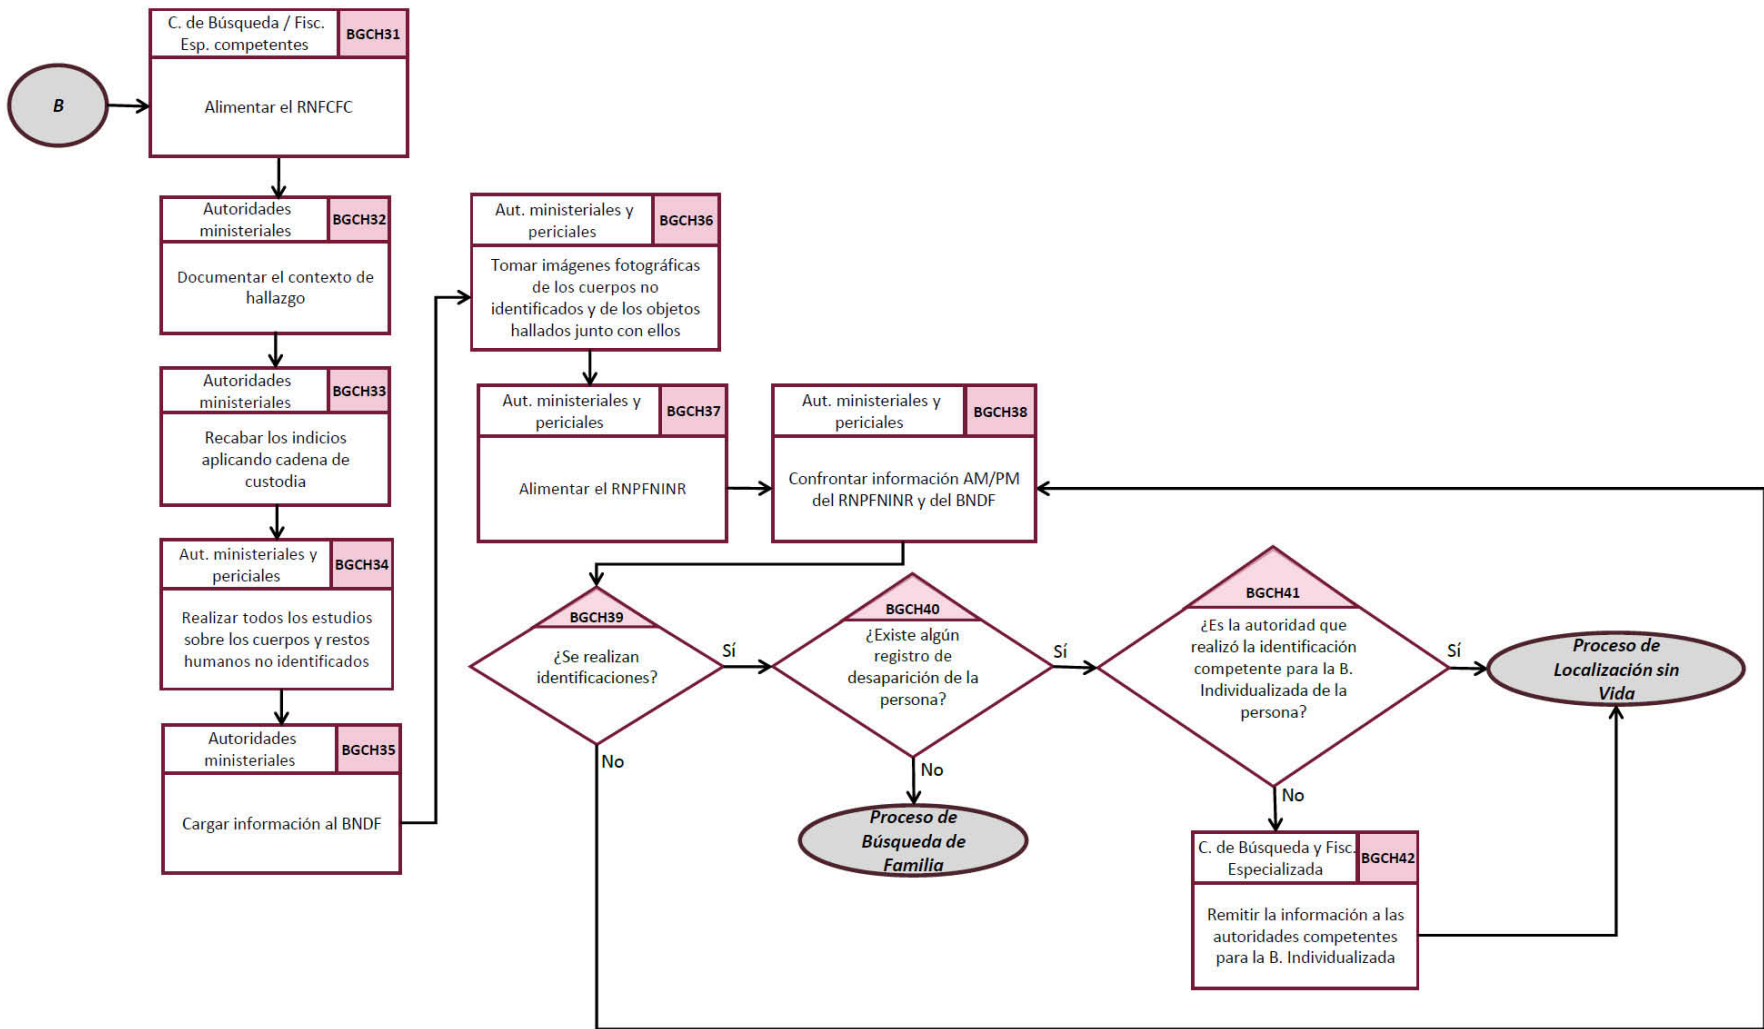 B
C. de Búsqueda / Fisc.
Esp. competentes
BGCH31
Alimentar el RNFCFC
Autoridades
ministeriales
BGCH32
Documentar el contexto de
hallazgo
Autoridades
ministeriales
BGCH33
Recabar los indicios
aplicando cadena de
custodia
Aut. ministeriales y
periciales
BGCH34
Realizar todos los estudios
sobre los cuerpos y restos
humanos no identificados
Autoridades
ministeriales
BGCH35
Cargar información al BNDF
Aut. ministeriales y
periciales
BGCH36
Tomar imágenes fotográficas
de los cuerpos no
identificados y de los objetos
hallados junto con ellos
Aut. ministeriales y
periciales
BGCH37
Alimentar el RNPFNINR
Aut. ministeriales y
periciales
BGCH38
Confrontar información AM/PM
del RNPFNINR y del BNDF
BGCH39
¿Se realizan
identificaciones?
Sí
No
BGCH40
¿Existe algún
registro de
desaparición de la
persona?
Sí
No
Proceso de
Búsqueda de
Familia
BGCH41
¿Es la autoridad que
realizó la identificación
competente para la B.
Individualizada de la
persona?
Sí
No
Proceso de
Localización sin
Vida
C. de Búsqueda y Fisc.
Especializada
BGCH42
Remitir la información a las
autoridades competentes
para la B. Individualizada